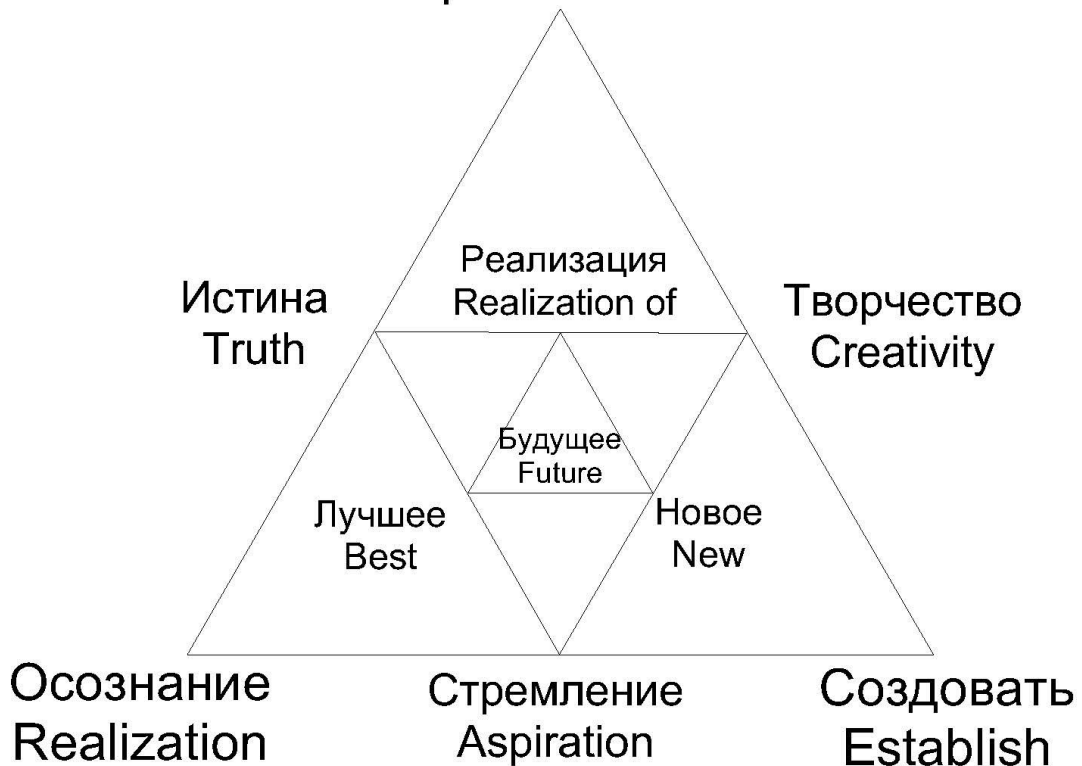 Реализация
Realization of
Истина
Truth
Творчество
Creativity
Будущее
Future
Лучшее
Best
Новое
New
Осознание
Realization
Стремление
Aspiration
Создовать
Establish